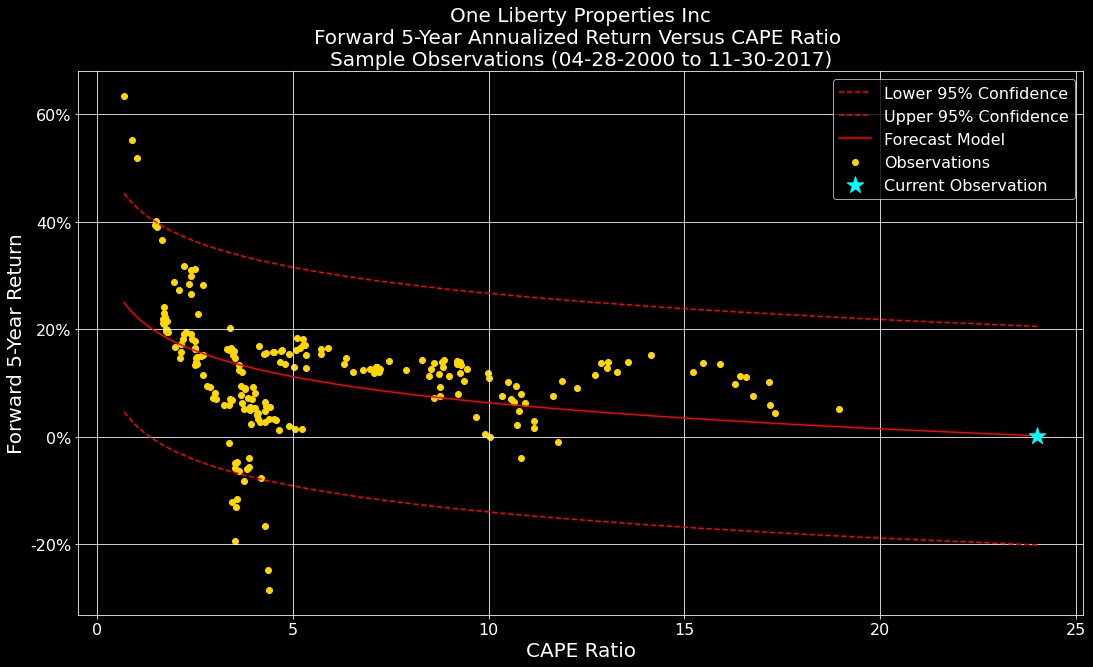 One Liberty Properties Inc
Forward 5-Year Annualized Return Versus CAPE Ratio
Sample Observations (04-28-2000 to 11-30-2017)
Lower 95% Confidence
Upper 95% Confidence
Forecast Model
Observations
Current Observation
Forward 5-Year Return
60%
40%
20%
0%
-20%
0 5 10 15 20 25
CAPE Ratio